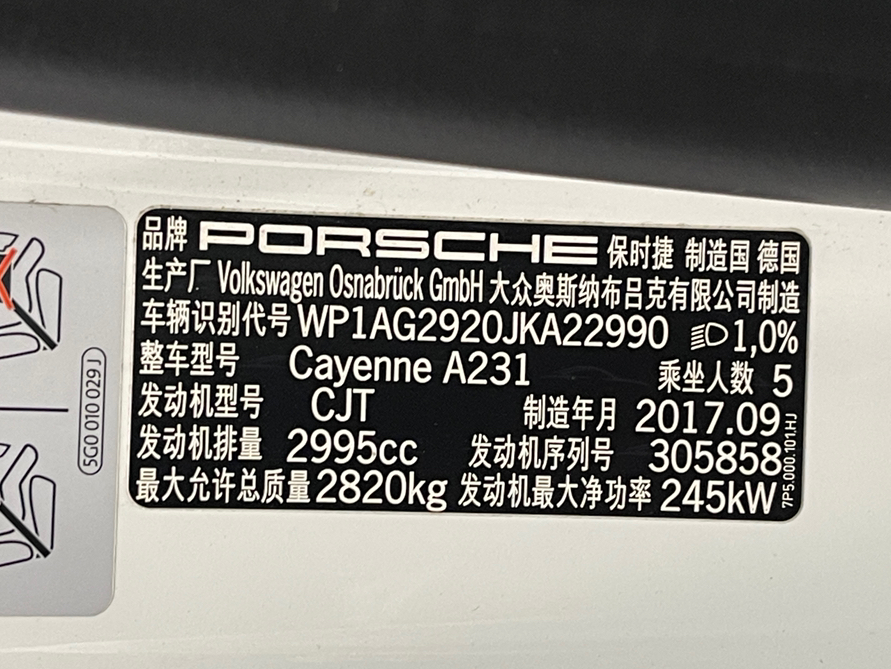 品牌 PORSCHE 保时捷 制造国 德国
生产厂 Volkswagen Osnabrück GmbH 大众奥斯纳布吕克有限公司制造
车辆识别代号 WP1AG2920JKA22990 1,0%
整车型号 Cayenne A231 乘坐人数 5
发动机型号 CJT 制造年月 2017.09
发动机排量 2995cc 发动机序列号 305858
最大允许总质量 2820kg 发动机最大净功率 245kW
7P5.000.101.HJ
5G0 010 029 J